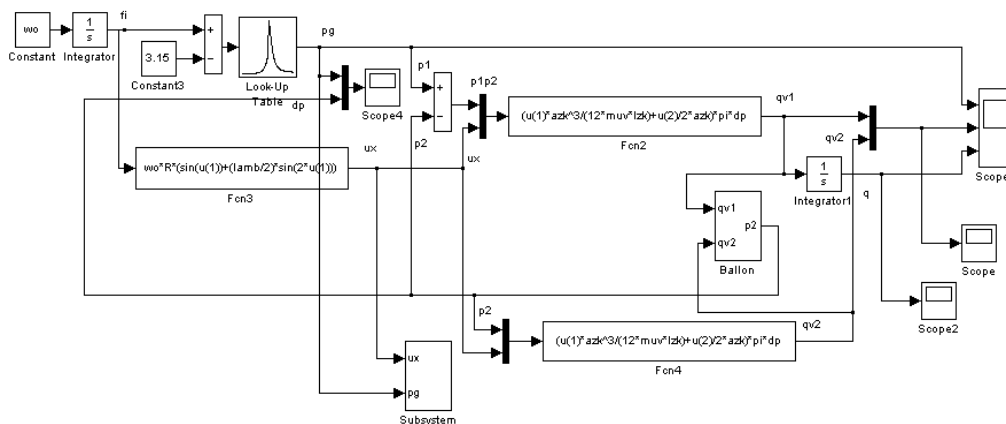 wo
Constant
1
s
Integrator
fi
3.15
Constant3
+
−
Look-Up
Table
pg
dp
Scope4
p1
+
−
p2
p1p2
ux
(u(1)*azk^3/(12*muv*lzk)+u(2)/2*azk)*pi*dp
Fcn2
qv1
qv2
Scope
wo*R*(sin(u(1))+(lamb/2)*sin(2*u(1)))
Fcn3
ux
1
s
Integrator1
q
qv1
qv2
p2
Ballon
Scope
Scope2
p2
(u(1)*azk^3/(12*muv*lzk)+u(2)/2*azk)*pi*dp
Fcn4
qv2
ux
pg
Subsystem